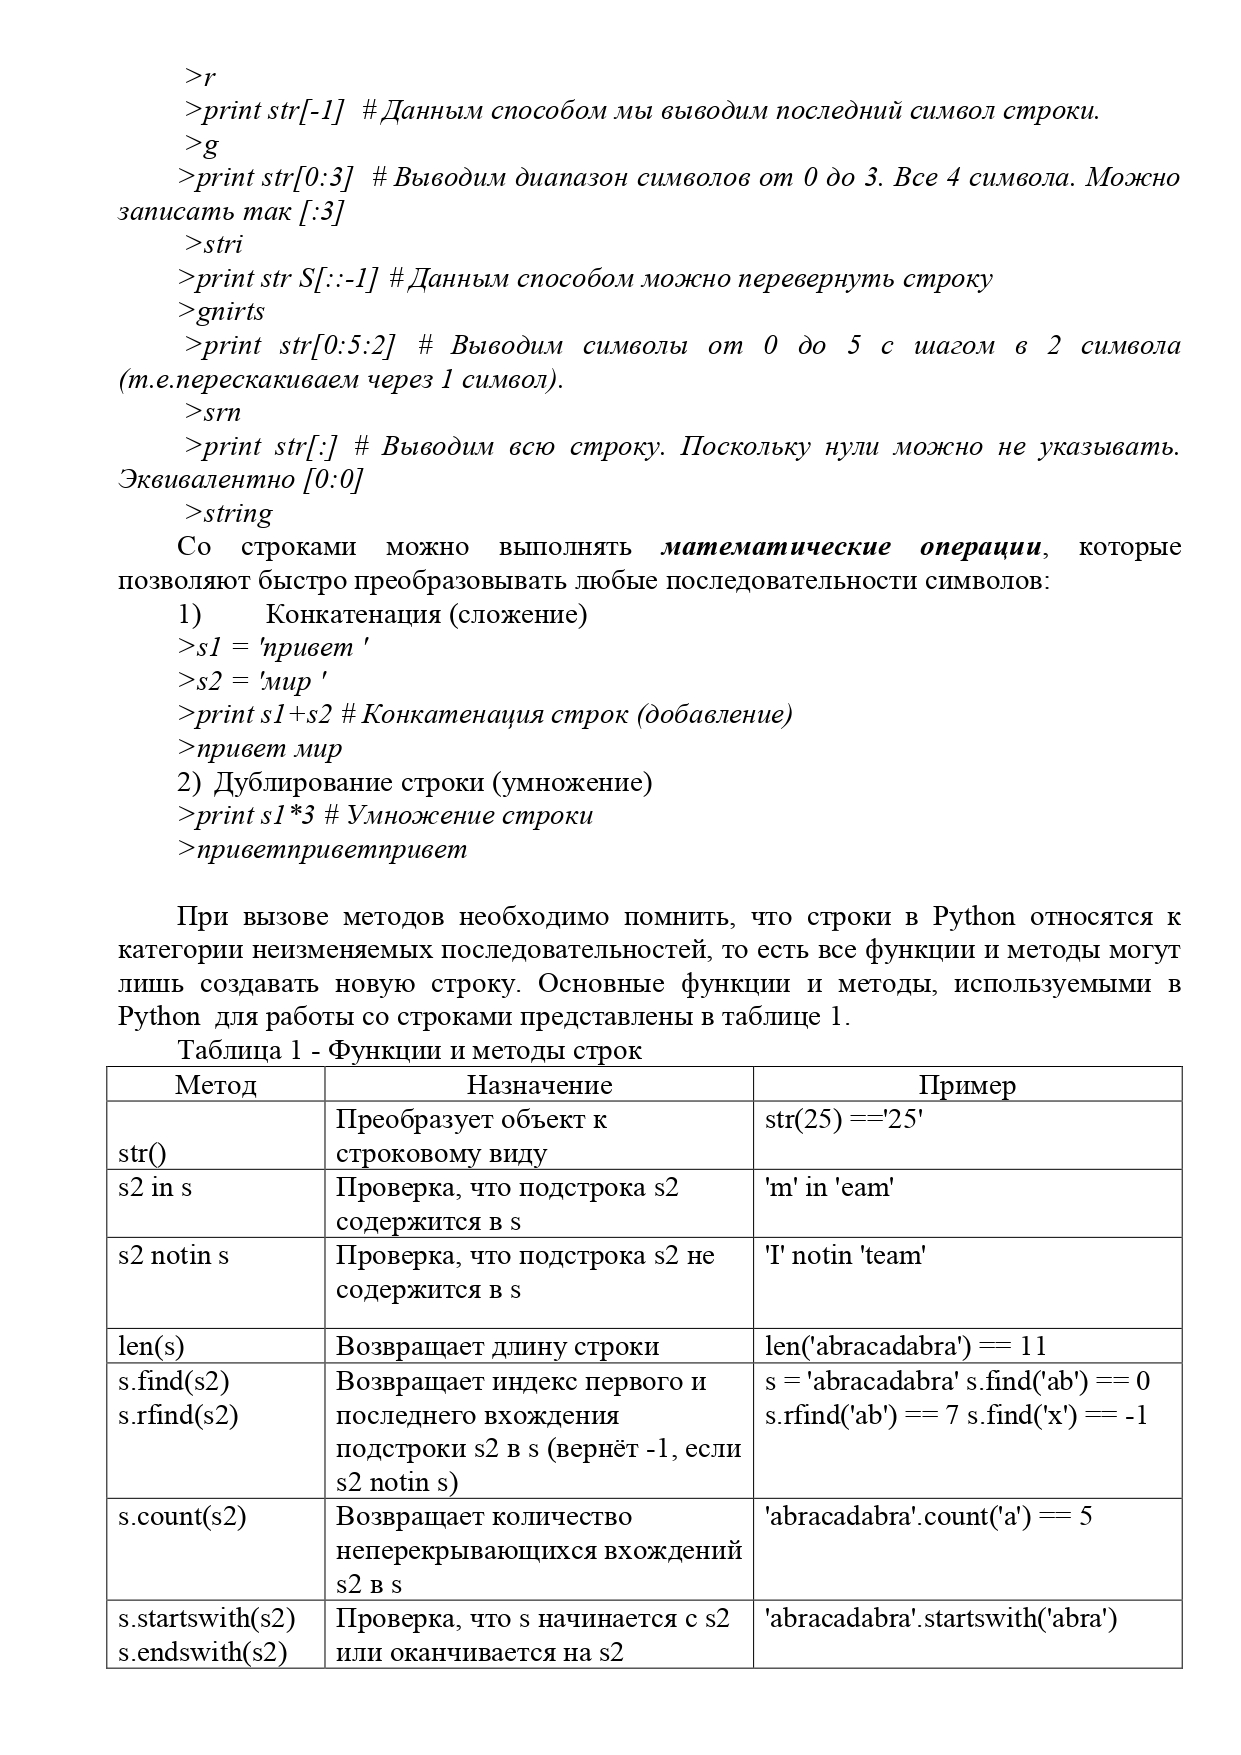 >r
>print str[-1]  # Данным способом мы выводим последний символ строки.
>g
>print str[0:3]  # Выводим диапазон символов от 0 до 3. Все 4 символа. Можно
записать так [:3]
>stri
>print str S[::-1] # Данным способом можно перевернуть строку
>gnirts
>print str[0:5:2] # Выводим символы от 0 до 5 с шагом в 2 символа
(т.е.перескакиваем через 1 символ).
>srn
>print str[:] # Выводим всю строку. Поскольку нули можно не указывать.
Эквивалентно [0:0]
>string
Со строками можно выполнять математические операции, которые
позволяют быстро преобразовывать любые последовательности символов:
1) Конкатенация (сложение)
>s1 = 'привет '
>s2 = 'мир '
>print s1+s2 # Конкатенация строк (добавление)
>привет мир
2) Дублирование строки (умножение)
>print s1*3 # Умножение строки
>приветприветпривет
При вызове методов необходимо помнить, что строки в Python относятся к
категории неизменяемых последовательностей, то есть все функции и методы могут
лишь создавать новую строку. Основные функции и методы, используемыми в
Python  для работы со строками представлены в таблице 1.
Таблица 1 - Функции и методы строк
Метод Назначение Пример
Преобразует объект к str(25) =='25'
str() строковому виду
s2 in s Проверка, что подстрока s2 'm' in 'eam'
содержится в s
s2 notin s Проверка, что подстрока s2 не 'I' notin 'team'
содержится в s
len(s) Возвращает длину строки len('abracadabra') == 11
s.find(s2) Возвращает индекс первого и s = 'abracadabra' s.find('ab') == 0
s.rfind(s2) последнего вхождения s.rfind('ab') == 7 s.find('x') == -1
подстроки s2 в s (вернёт -1, если
s2 notin s)
s.count(s2) Возвращает количество 'abracadabra'.count('a') == 5
неперекрывающихся вхождений
s2 в s
s.startswith(s2) Проверка, что s начинается с s2 'abracadabra'.startswith('abra')
s.endswith(s2) или оканчивается на s2